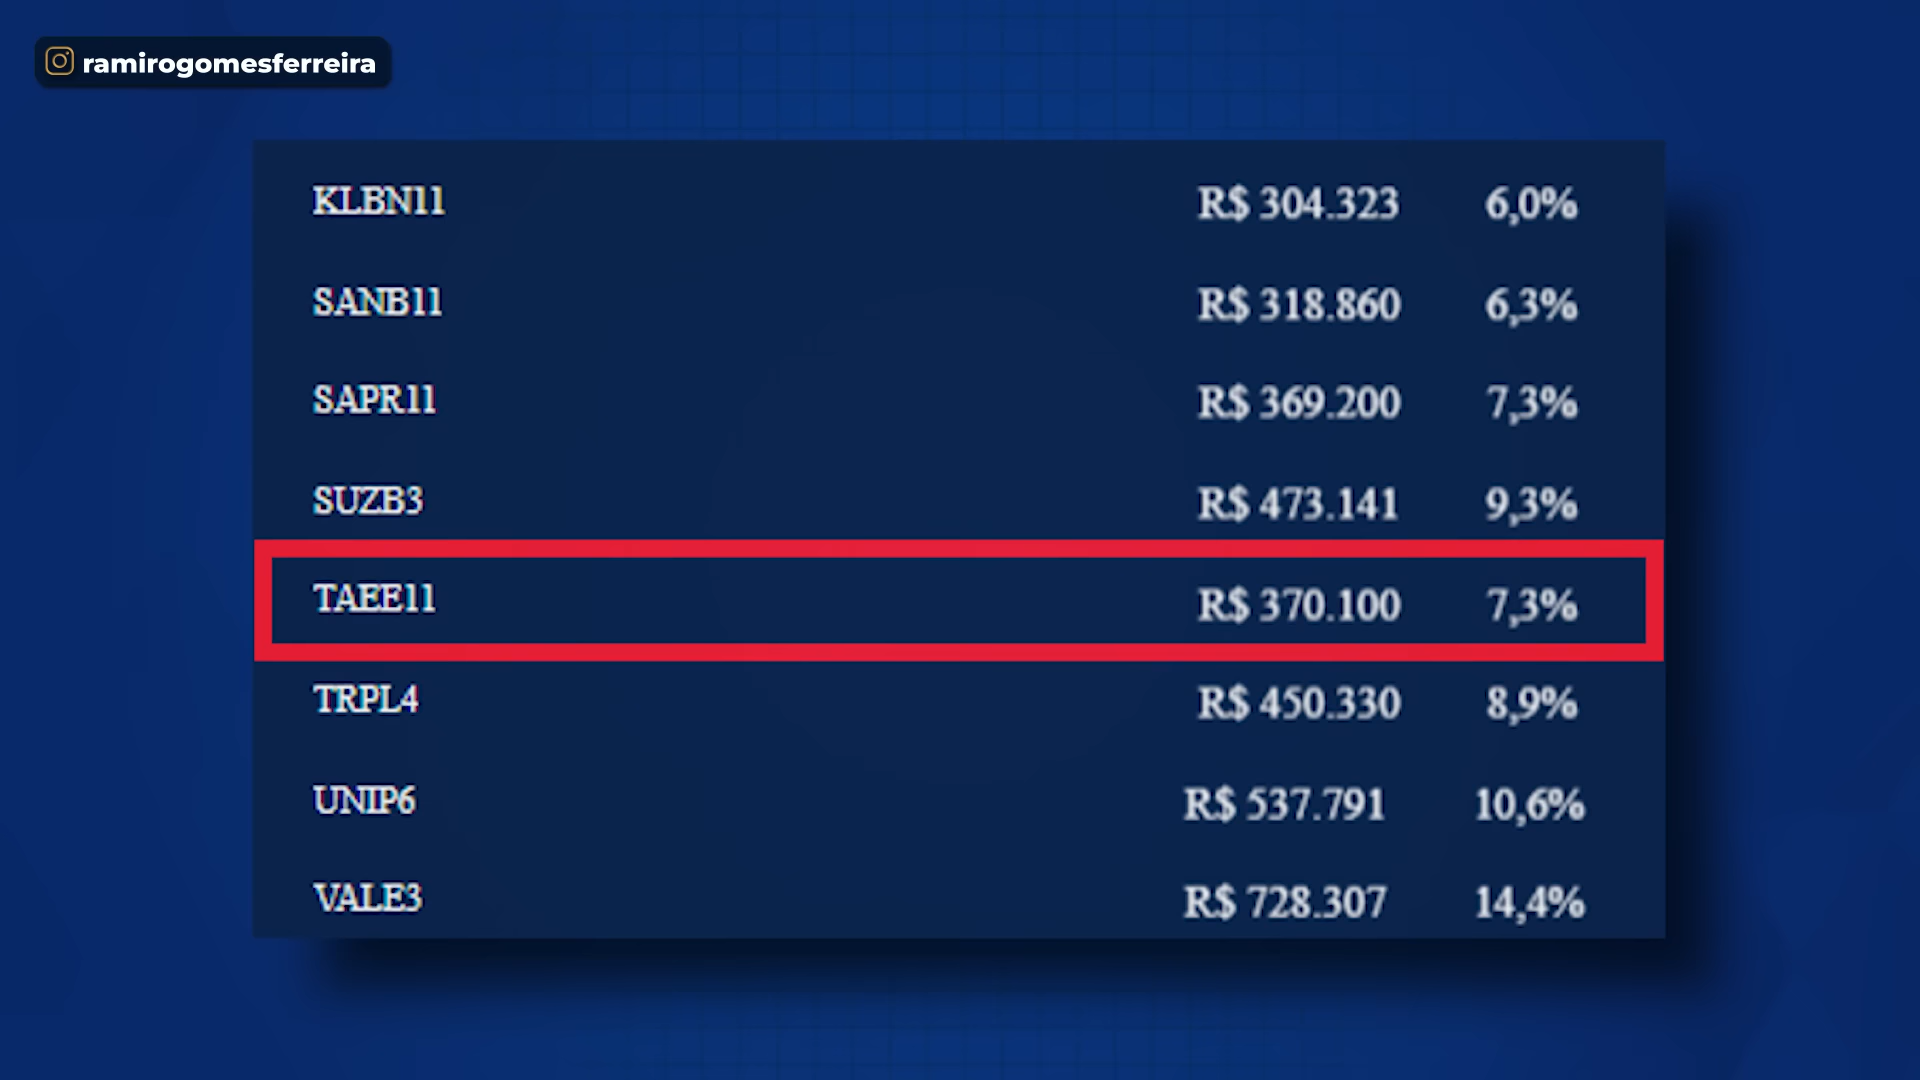 ramirogomesferreira
KLBN11 R$ 304.323 6,0%
SANB11 R$ 318.860 6,3%
SAPR11 R$ 369.200 7,3%
SUZB3 R$ 473.141 9,3%
TAEE11 R$ 370.100 7,3%
TRPL4 R$ 450.330 8,9%
UNIP6 R$ 537.791 10,6%
VALE3 R$ 728.307 14,4%